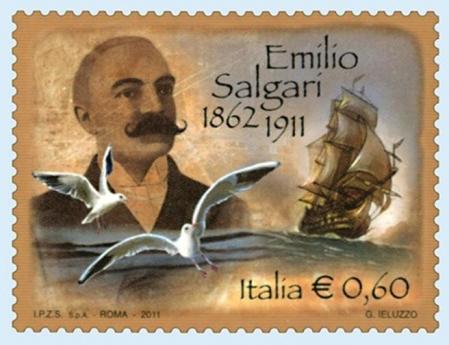 Emilio
Salgari
1862
1911
Italia € 0,60
I.P.Z.S. S.p.A. - ROMA - 2011
G. IELUZZO